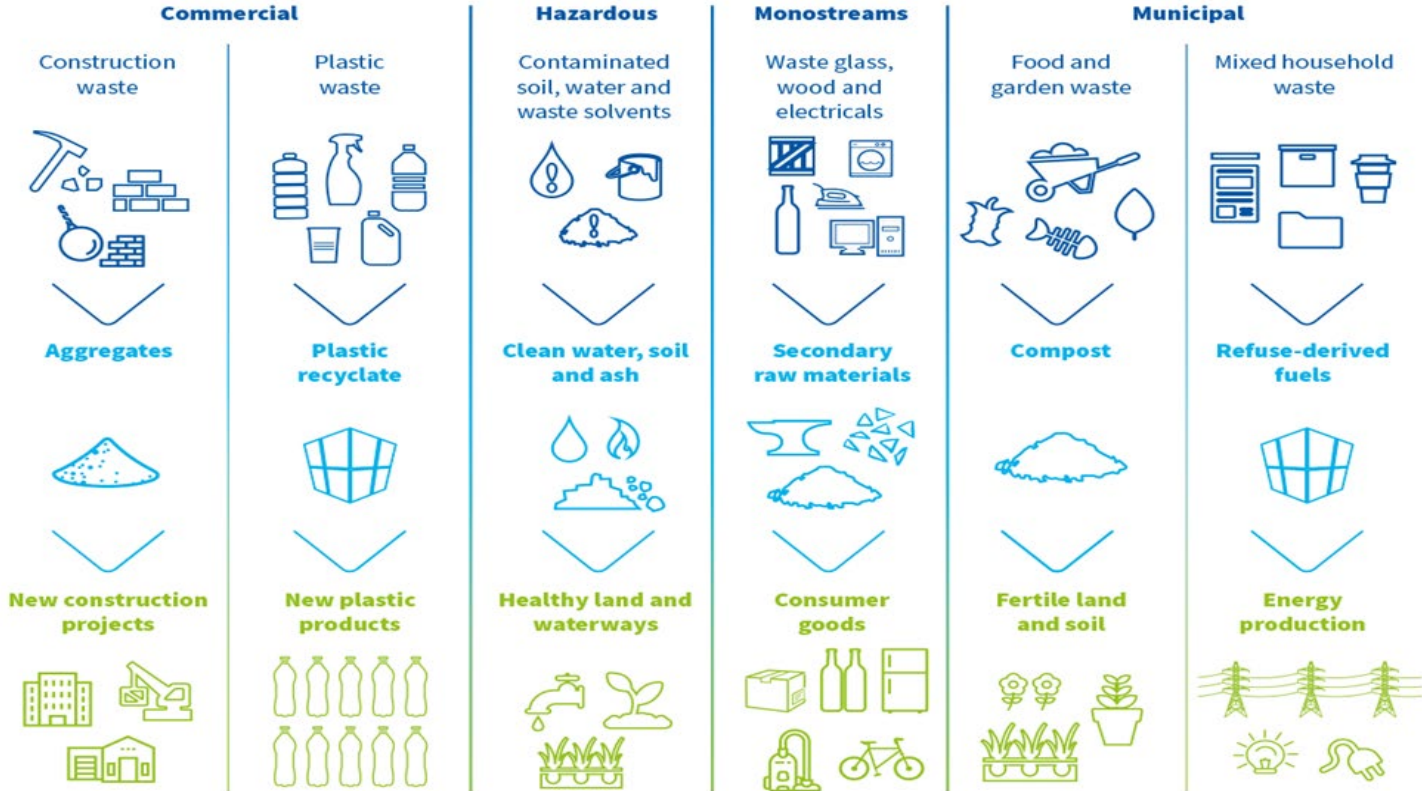 Commercial
Hazardous
Monostreams
Municipal
Construction
waste
Plastic
waste
Contaminated
soil, water and
waste solvents
Waste glass,
wood and
electricals
Food and
garden waste
Mixed household
waste
Aggregates
Plastic
recyclate
Clean water, soil
and ash
Secondary
raw materials
Compost
Refuse-derived
fuels
New construction
projects
New plastic
products
Healthy land and
waterways
Consumer
goods
Fertile land
and soil
Energy
production